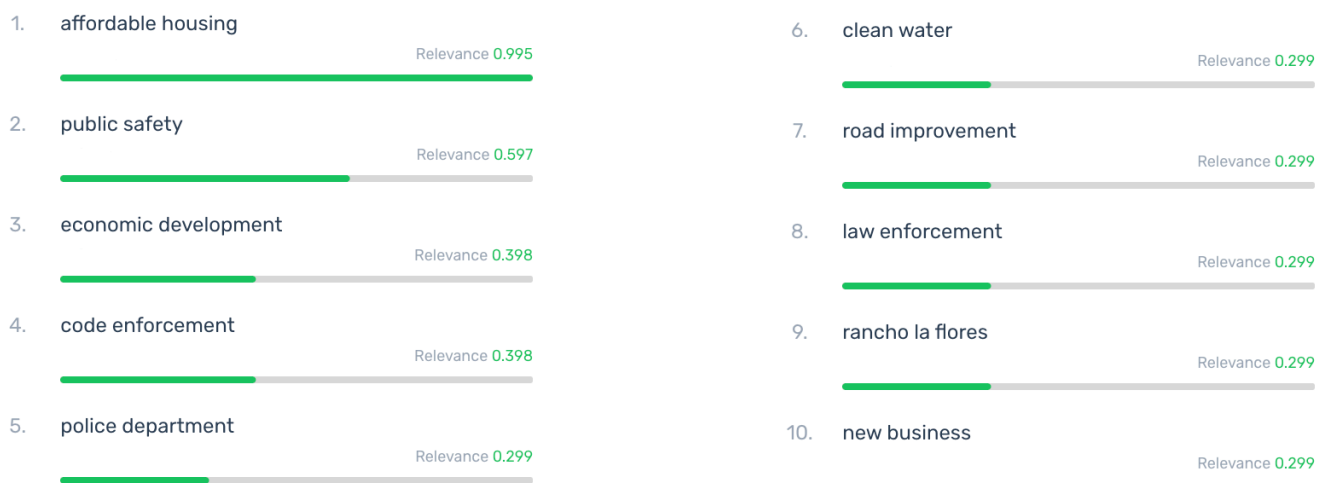 1. affordable housing
Relevance 0.995
2. public safety
Relevance 0.597
3. economic development
Relevance 0.398
4. code enforcement
Relevance 0.398
5. police department
Relevance 0.299
6. clean water
Relevance 0.299
7. road improvement
Relevance 0.299
8. law enforcement
Relevance 0.299
9. rancho la flores
Relevance 0.299
10. new business
Relevance 0.299